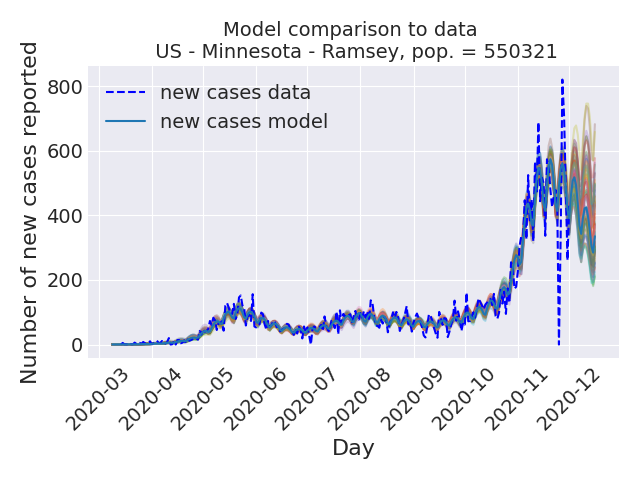 Model comparison to data
US - Minnesota - Ramsey, pop. = 550321
Number of new cases reported
800
600
400
200
0
new cases data
new cases model
2020-03
2020-04
2020-05
2020-06
2020-07
2020-08
2020-09
2020-10
2020-11
2020-12
Day